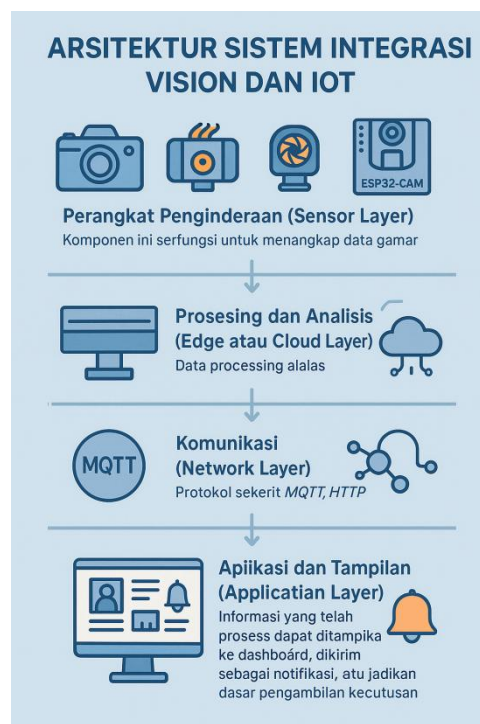 ARSITEKTUR SISTEM INTEGRASI
VISION DAN IOT
ESP32-CAM
Perangkat Penginderaan (Sensor Layer)
Komponen ini serfungsi untuk menangkap data gamar
Prosesing dan Analisis
(Edge atau Cloud Layer)
Data processing alalas
MQTT
Komunikasi
(Network Layer)
Protokol sekerit MQTT, HTTP
Apiikasi dan Tampilan
(Applicatian Layer)
Informasi yang telah
prosess dapat ditampika
ke dashboárd, dikirim
sebagai notifikasi, atu jadikan
dasar pengambilan kecutusan